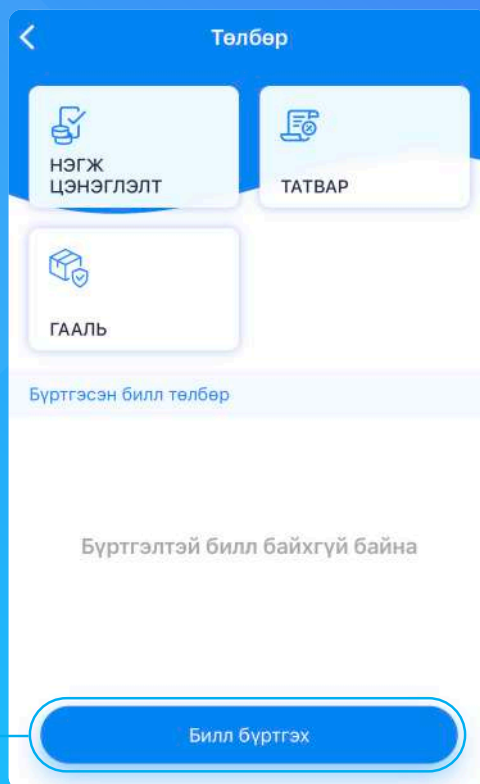 Төлбөр
НЭГЖ
ЦЭНЭГЛЭЛТ
ТАТВАР
ГААЛЬ
Бүртгэсэн билл төлбөр
Бүртгэлтэй билл байхгүй байна
Билл бүртгэх